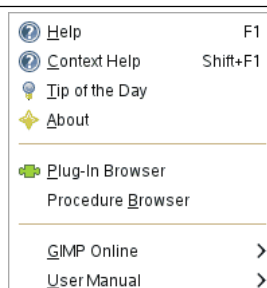 Help F1
Context Help Shift+F1
Tip of the Day
About
Plug-In Browser
Procedure Browser
GIMP Online
User Manual